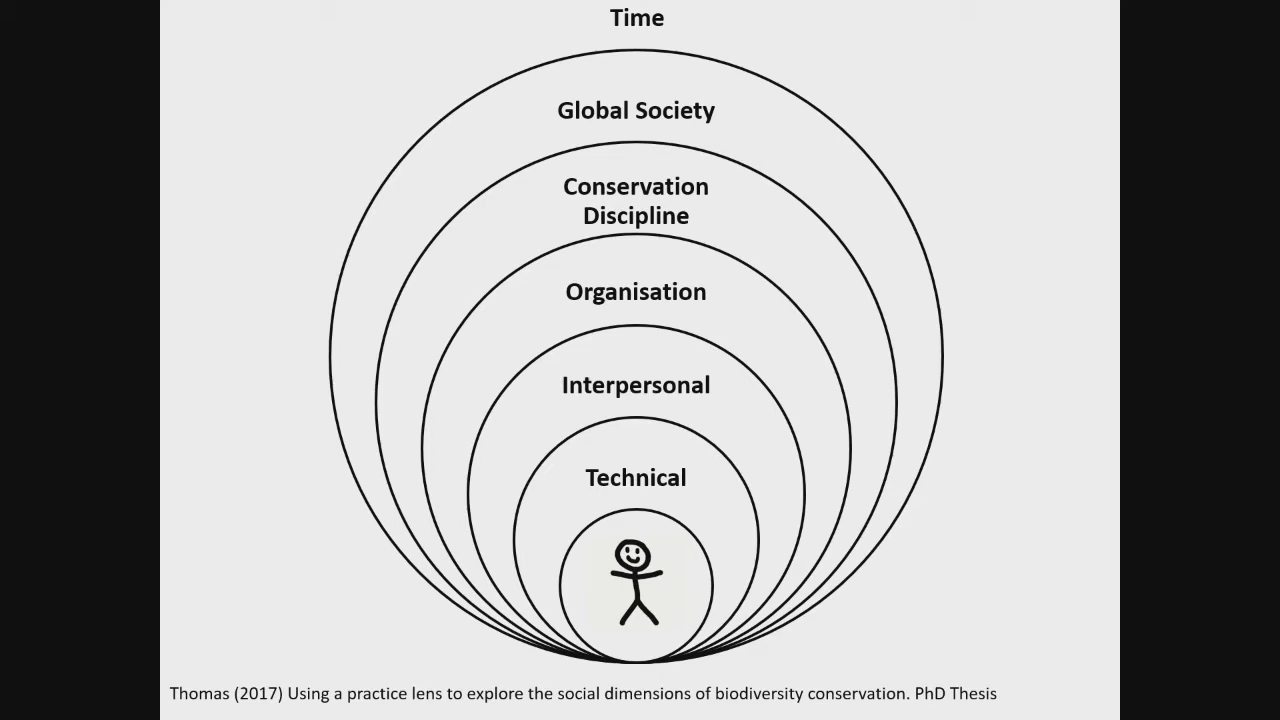 Time
Global Society
Conservation
Discipline
Organisation
Interpersonal
Technical
Thomas (2017) Using a practice lens to explore the social dimensions of biodiversity conservation. PhD Thesis